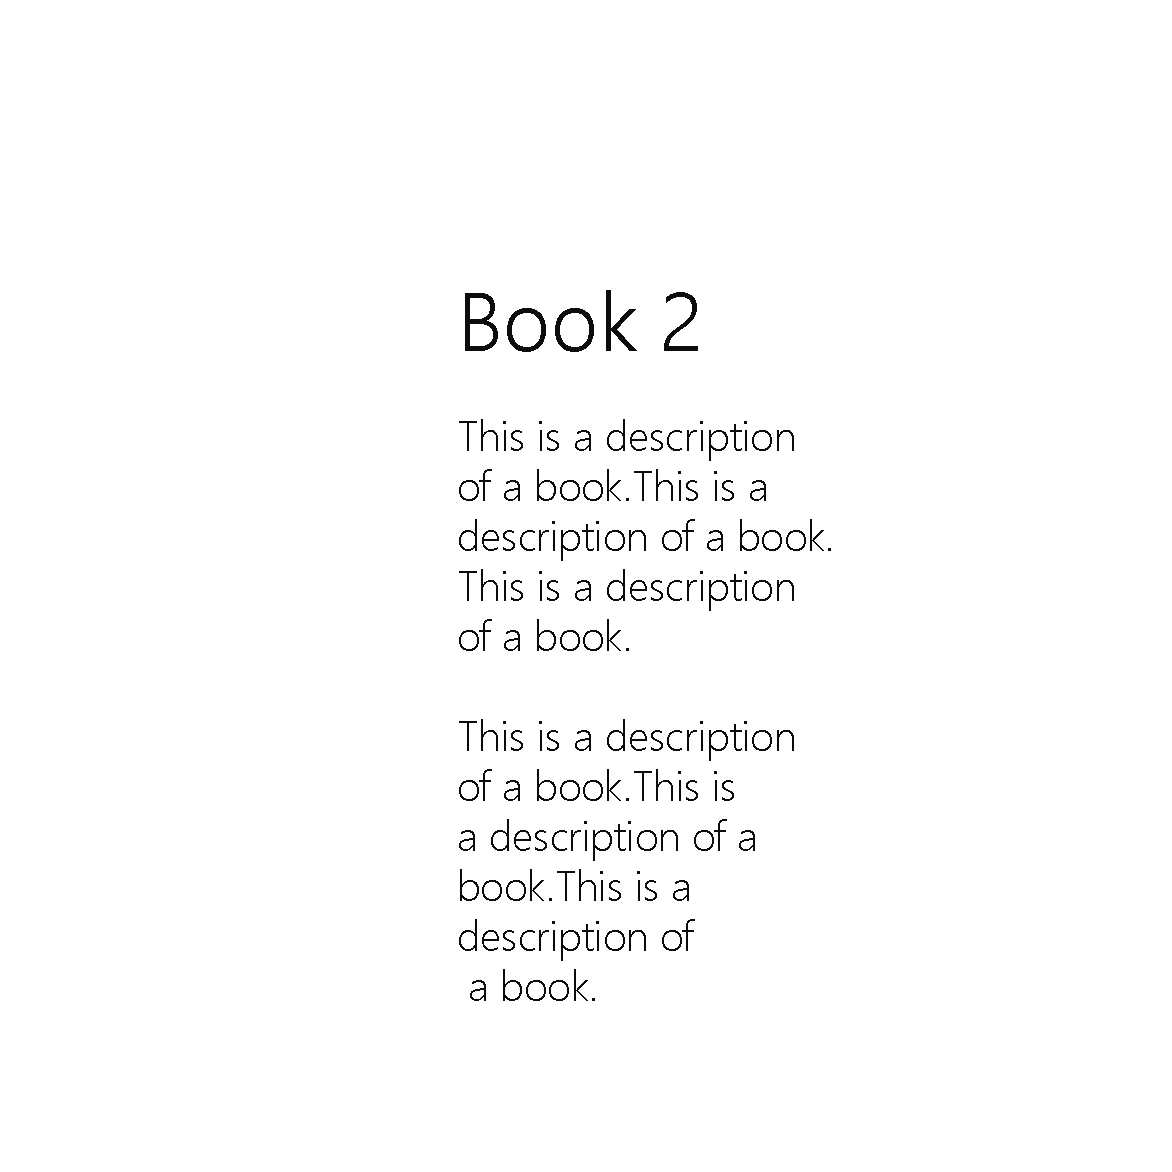 Book 2
This is a description
of a book.This is a
description of a book.
This is a description
of a book.
This is a description
of a book.This is
a description of a
book.This is a
description of
a book.